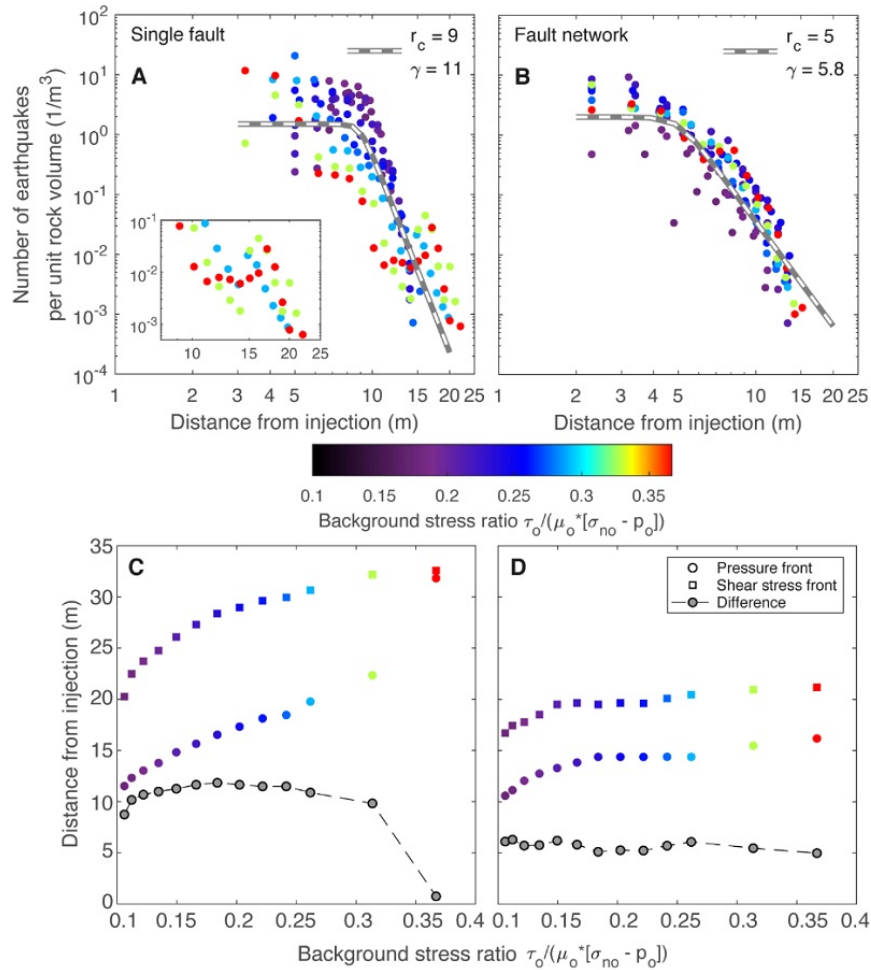 Single fault
r_c = 9
γ = 11
A
Fault network
r_c = 5
γ = 5.8
B
Number of earthquakes
per unit rock volume (1/m³)
10²
10¹
10⁰
10⁻¹
10⁻²
10⁻³
10⁻⁴
10⁻¹
10⁻²
10⁻³
10 15 20 25
1 2 3 4 5 10 15 20 25
1 2 3 4 5 10 15 20 25
Distance from injection (m)
Distance from injection (m)
0.1 0.15 0.2 0.25 0.3 0.35
Background stress ratio τ_o/(μ_o*[σ_no - p_o])
C
D
Pressure front
Shear stress front
Difference
Distance from injection (m)
35
30
25
20
15
10
5
0
0.1 0.15 0.2 0.25 0.3 0.35 0.4
0.1 0.15 0.2 0.25 0.3 0.35 0.4
Background stress ratio τ_o/(μ_o*[σ_no - p_o])